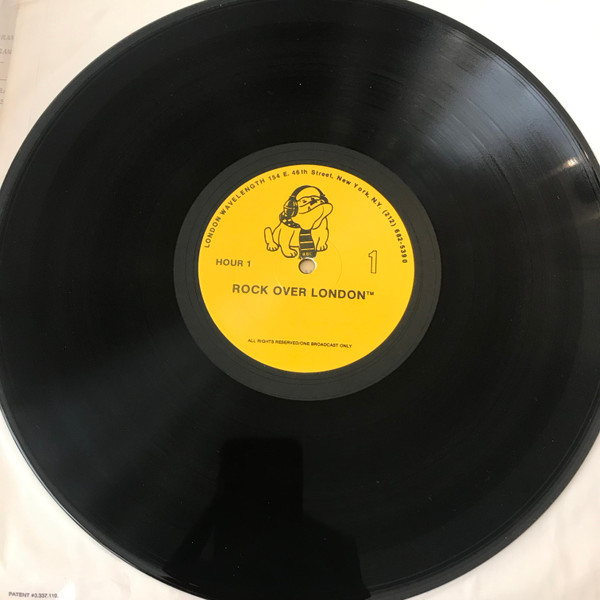 LONDON WAVELENGTH 154 E. 46th Street, New York, N.Y. (212) 682-5390
HOUR 1
1
ROCK OVER LONDON™
ALL RIGHTS RESERVED/ONE BROADCAST ONLY